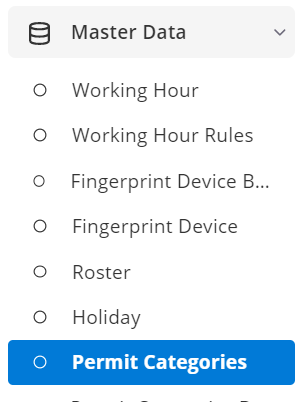 Master Data
Working Hour
Working Hour Rules
Fingerprint Device B...
Fingerprint Device
Roster
Holiday
Permit Categories